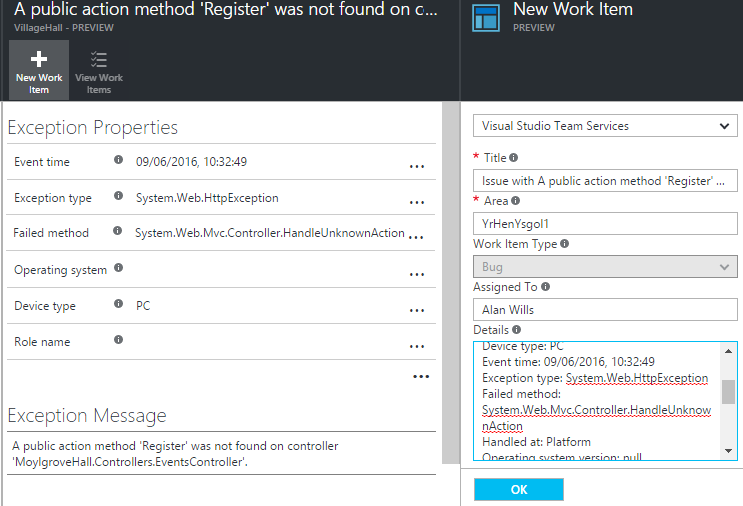 A public action method 'Register' was not found on c...
VillageHall - PREVIEW
New Work
Item
View Work
Items
Exception Properties
Event time 09/06/2016, 10:32:49 ...
Exception type System.Web.HttpException ...
Failed method System.Web.Mvc.Controller.HandleUnknownAction ...
Operating system ...
Device type PC ...
Role name ...
...
Exception Message
A public action method 'Register' was not found on controller
'MoylgroveHall.Controllers.EventsController'.
New Work Item
PREVIEW
Visual Studio Team Services
* Title
Issue with A public action method 'Register' ...
* Area
YrHenYsgol1
Work Item Type
Bug
Assigned To
Alan Wills
Details
Device type: PC
Event time: 09/06/2016, 10:32:49
Exception type: System.Web.HttpException
Failed method:
System.Web.Mvc.Controller.HandleUnknow
nAction
Handled at: Platform
Operating system version: null
OK